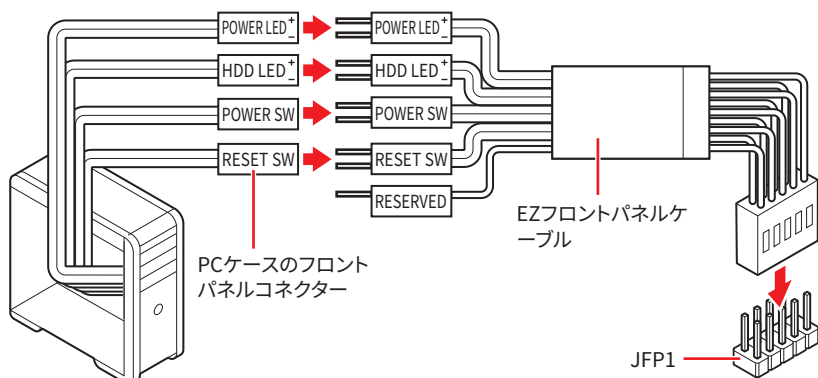 POWER LED + −
POWER LED + −
HDD LED + −
HDD LED + −
POWER SW
POWER SW
RESET SW
RESET SW
RESERVED
EZフロントパネルケ
ーブル
PCケースのフロント
パネルコネクター
JFP1